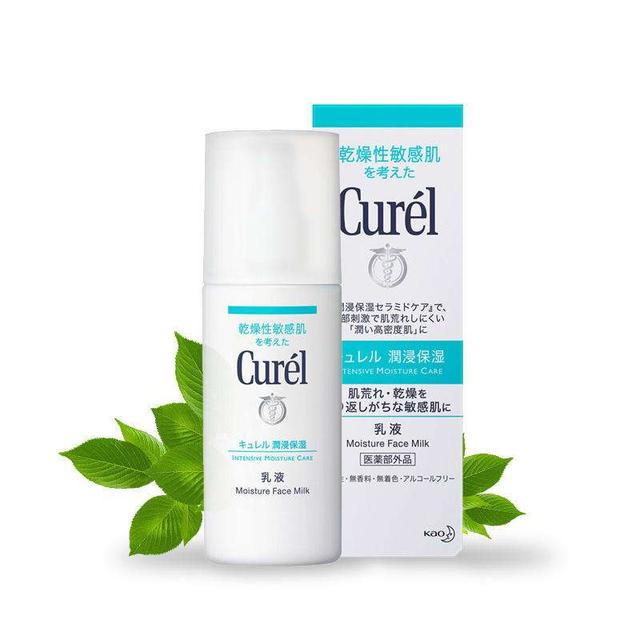 乾燥性敏感肌
を考えた
Curél
キュレル 潤浸保湿
INTENSIVE MOISTURE CARE
乳液
Moisture Face Milk
乾燥性敏感肌
を考えた
Curél
浸保湿セラミドケア』で、
部刺激で肌荒れしにくい
「潤い高密度肌」に
キュレル 潤浸保湿
INTENSIVE MOISTURE CARE
肌荒れ・乾燥を
り返しがちな敏感肌に
乳液
Moisture Face Milk
医薬部外品
・無香料・無着色・アルコールフリー
Kao